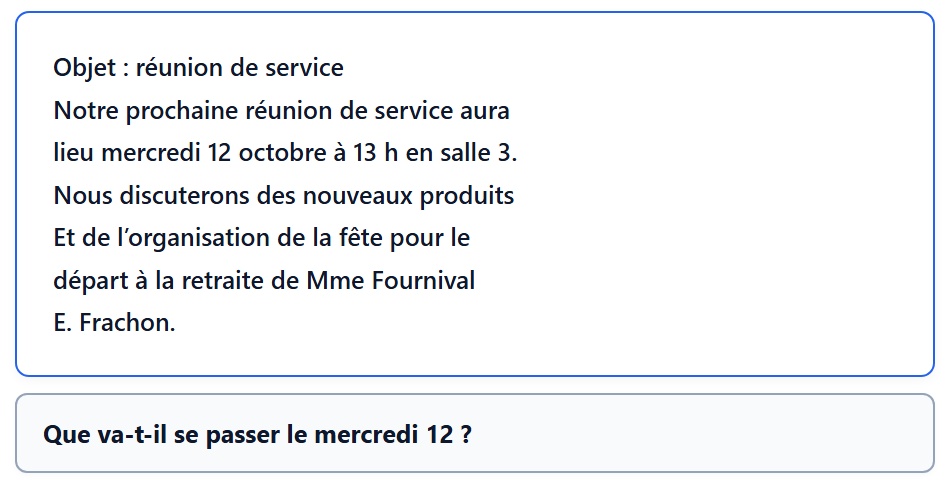 Objet : réunion de service
Notre prochaine réunion de service aura
lieu mercredi 12 octobre à 13 h en salle 3.
Nous discuterons des nouveaux produits
Et de l’organisation de la fête pour le
départ à la retraite de Mme Fournival
E. Frachon.
Que va-t-il se passer le mercredi 12 ?